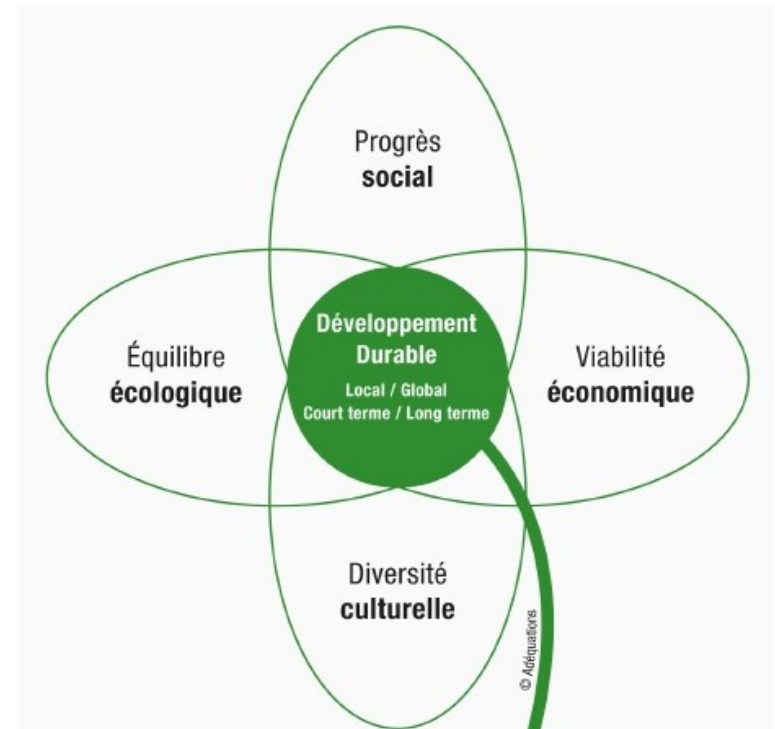 Progrès
social
Équilibre
écologique
Développement
Durable
Local / Global
Court terme / Long terme
Viabilité
économique
Diversité
culturelle
© Adéquations